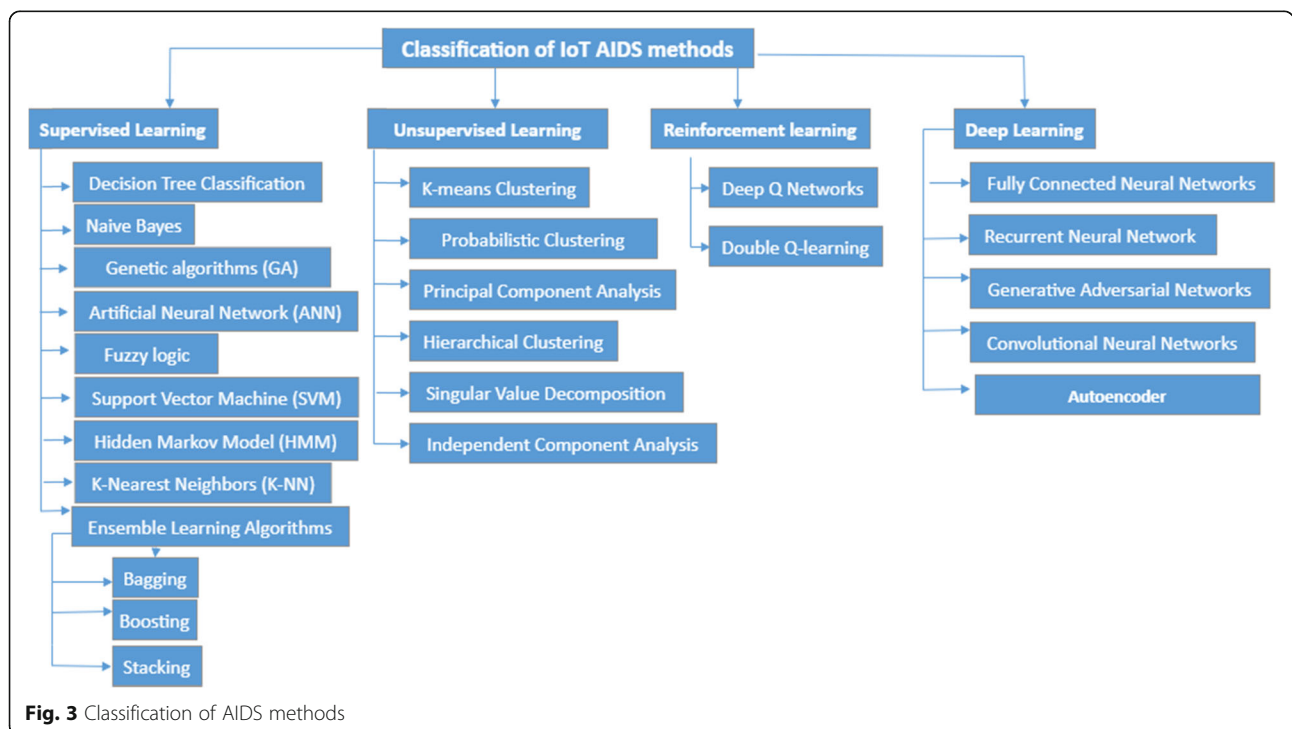 Classification of IoT AIDS methods
Supervised Learning
Decision Tree Classification
Naive Bayes
Genetic algorithms (GA)
Artificial Neural Network (ANN)
Fuzzy logic
Support Vector Machine (SVM)
Hidden Markov Model (HMM)
K-Nearest Neighbors (K-NN)
Ensemble Learning Algorithms
Bagging
Boosting
Stacking
Unsupervised Learning
K-means Clustering
Probabilistic Clustering
Principal Component Analysis
Hierarchical Clustering
Singular Value Decomposition
Independent Component Analysis
Reinforcement learning
Deep Q Networks
Double Q-learning
Deep Learning
Fully Connected Neural Networks
Recurrent Neural Network
Generative Adversarial Networks
Convolutional Neural Networks
Autoencoder
Fig. 3 Classification of AIDS methods